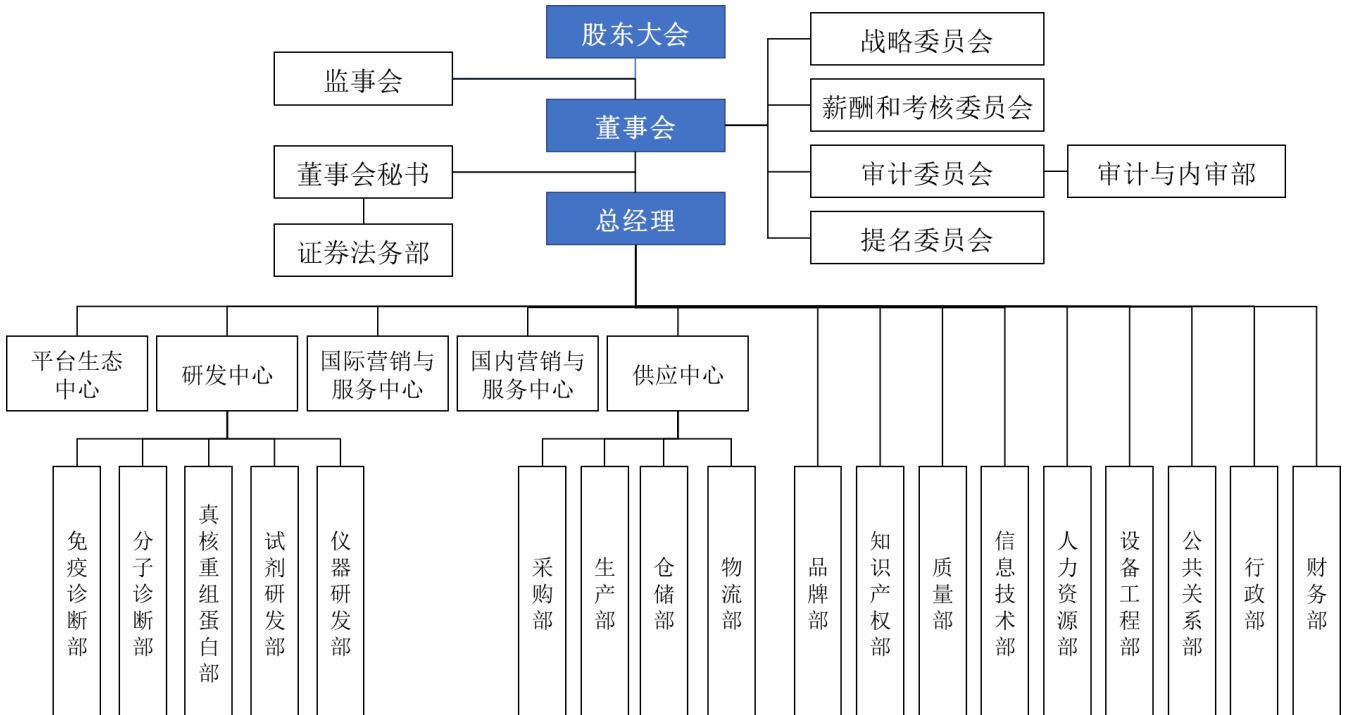 股东大会
监事会
董事会
董事会秘书
证券法务部
总经理
战略委员会
薪酬和考核委员会
审计委员会
审计与内审部
提名委员会
平台生态
中心
研发中心
国际营销与
服务中心
国内营销与
服务中心
供应中心
免疫诊断部
分子诊断部
真核重组蛋白部
试剂研发部
仪器研发部
采购部
生产部
仓储部
物流部
品牌部
知识产权部
质量部
信息技术部
人力资源部
设备工程部
公共关系部
行政部
财务部